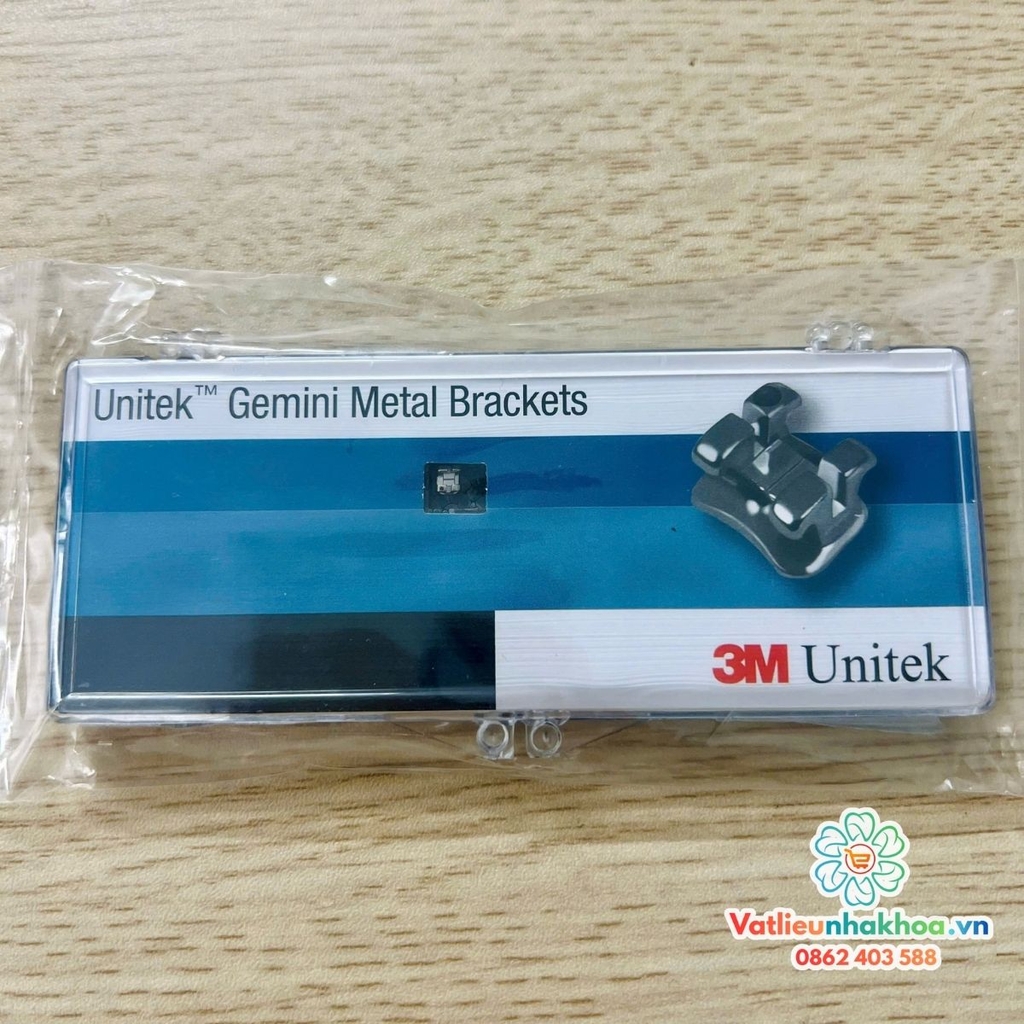 Unitek™ Gemini Metal Brackets
3M Unitek
Vatlieunhakhoa.vn
0862 403 588